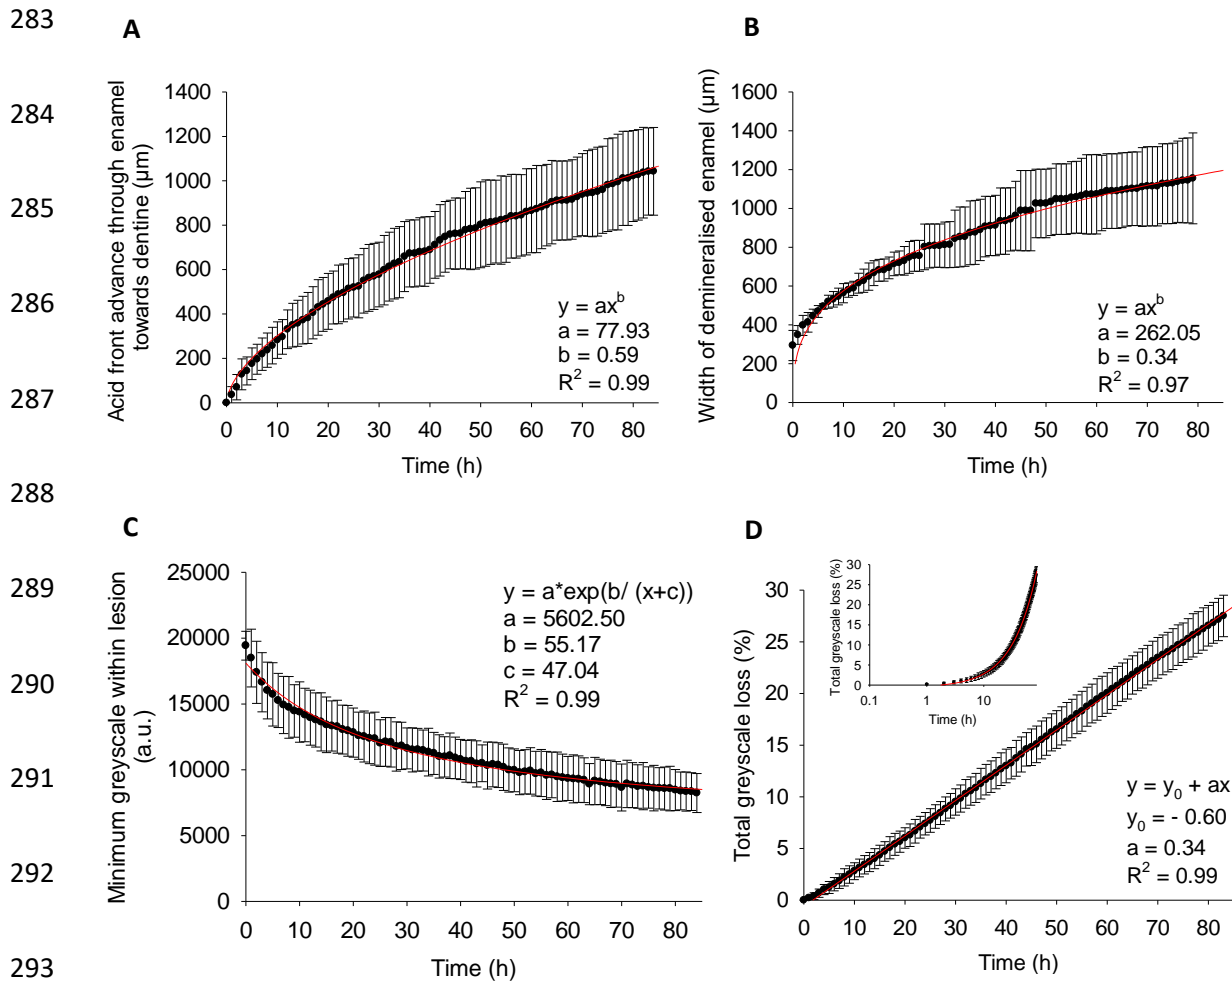 283
A
B
Acid front advance through enamel
towards dentine (µm)
1400
1200
1000
800
600
400
200
0
0 10 20 30 40 50 60 70 80
Time (h)
y = ax^b
a = 77.93
b = 0.59
R² = 0.99
Width of demineralised enamel (µm)
1600
1400
1200
1000
800
600
400
200
0
0 10 20 30 40 50 60 70 80
Time (h)
y = ax^b
a = 262.05
b = 0.34
R² = 0.97
284
285
286
287
288
C
D
Minimum greyscale within lesion
(a.u.)
25000
20000
15000
10000
5000
0
0 10 20 30 40 50 60 70 80
Time (h)
y = a*exp(b/ (x+c))
a = 5602.50
b = 55.17
c = 47.04
R² = 0.99
Total greyscale loss (%)
30
25
20
15
10
5
0
0 10 20 30 40 50 60 70 80
Time (h)
y = y₀ + ax
y₀ = - 0.60
a = 0.34
R² = 0.99
Total greyscale loss (%)
30
25
20
15
10
5
0
0.1 1 10
Time (h)
289
290
291
292
293